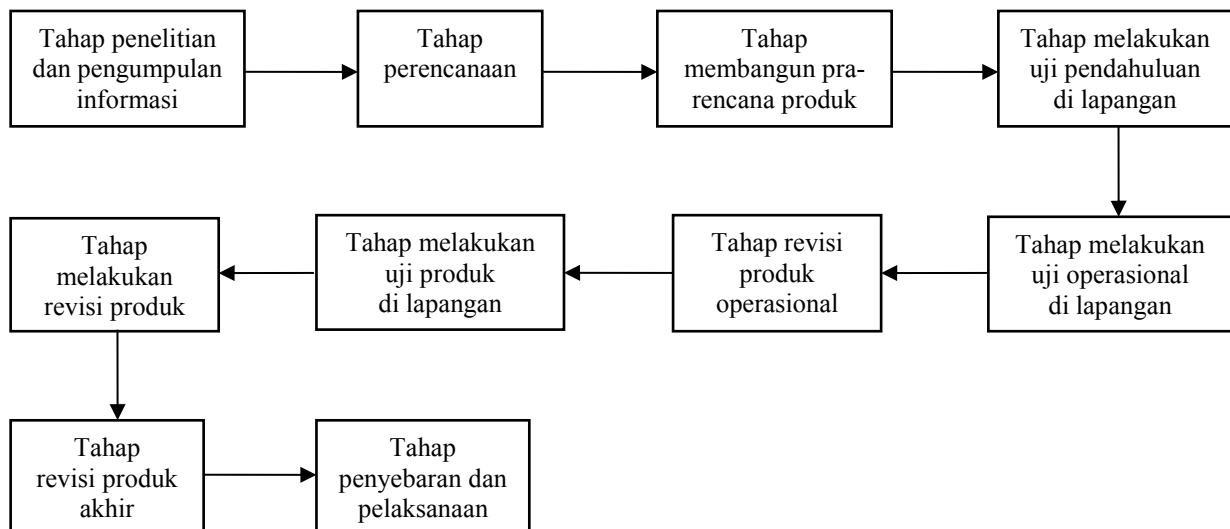 Tahap penelitian
dan pengumpulan
informasi
Tahap
perencanaan
Tahap
membangun pra-
rencana produk
Tahap melakukan
uji pendahuluan
di lapangan
Tahap melakukan
uji operasional
di lapangan
Tahap revisi
produk
operasional
Tahap melakukan
uji produk
di lapangan
Tahap
melakukan
revisi produk
Tahap
revisi produk
akhir
Tahap
penyebaran dan
pelaksanaan